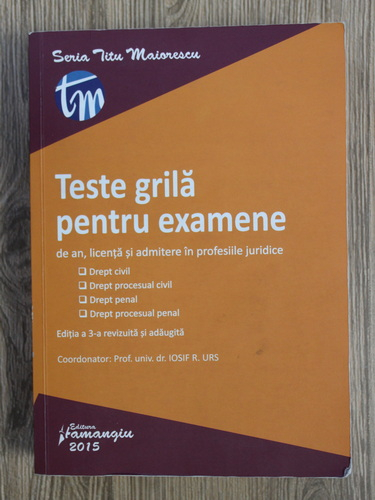 Seria Titu Maiorescu
tm
Teste grilă
pentru examene
de an, licență și admitere în profesiile juridice
❑ Drept civil
❑ Drept procesual civil
❑ Drept penal
❑ Drept procesual penal
Ediția a 3-a revizuită și adăugită
Coordonator: Prof. univ. dr. IOSIF R. URS
Editura
Hamangiu
2015